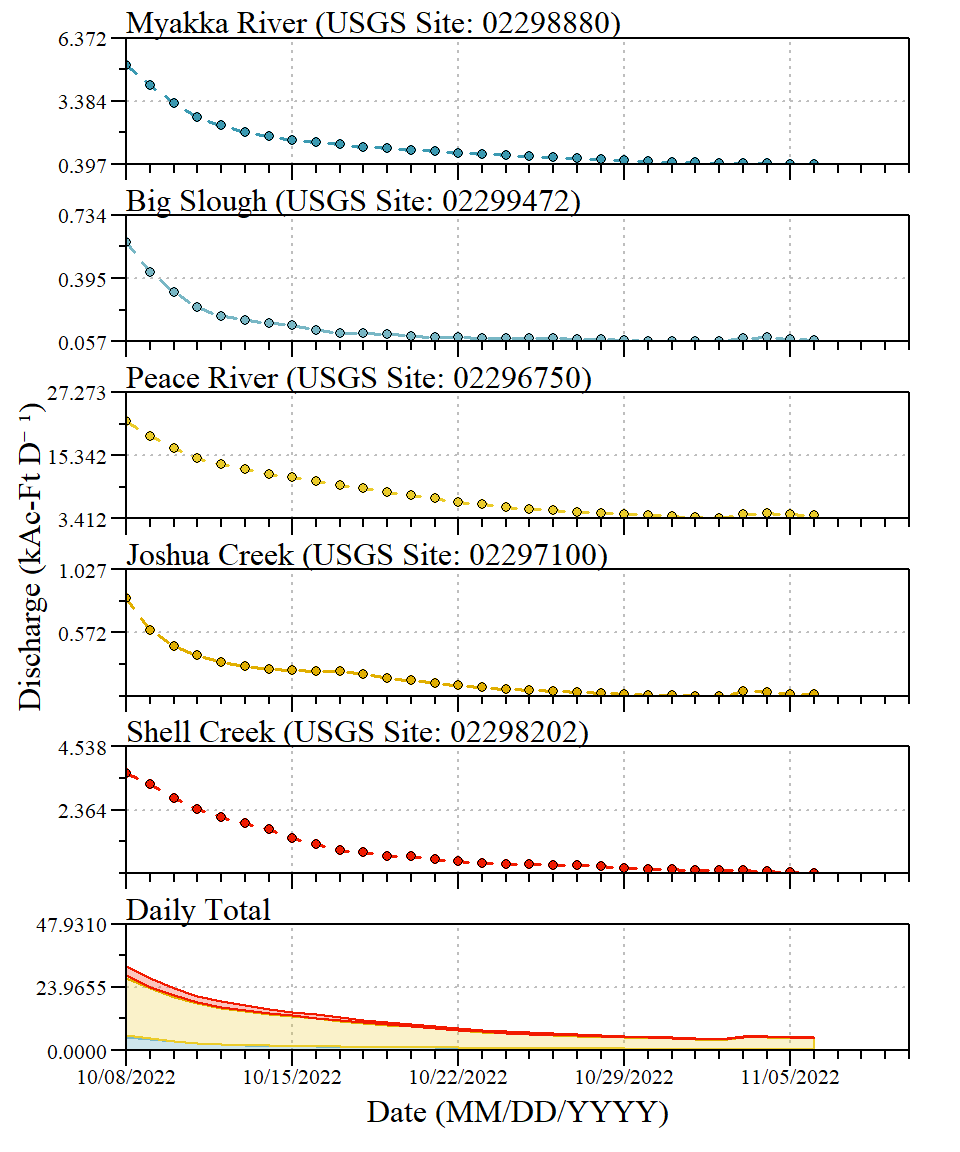 Myakka River (USGS Site: 02298880)
6.372
3.384
0.397
Big Slough (USGS Site: 02299472)
0.734
0.395
0.057
Peace River (USGS Site: 02296750)
27.273
15.342
3.412
Discharge (kAc-Ft D⁻¹)
Joshua Creek (USGS Site: 02297100)
1.027
0.572
Shell Creek (USGS Site: 02298202)
4.538
2.364
Daily Total
47.9310
23.9655
0.0000
10/08/2022 10/15/2022 10/22/2022 10/29/2022 11/05/2022
Date (MM/DD/YYYY)